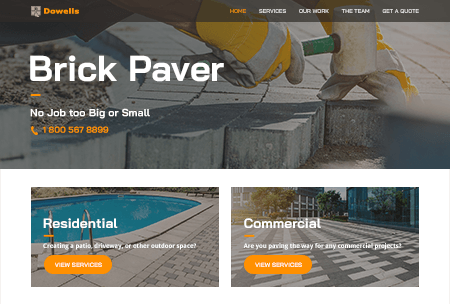 Dowells
HOME SERVICES OUR WORK THE TEAM GET A QUOTE
Brick Paver
No Job too Big or Small
1 800 567 8899
Residential
Creating a patio, driveway, or other outdoor space?
VIEW SERVICES
Commercial
Are you paving the way for any commercial projects?
VIEW SERVICES